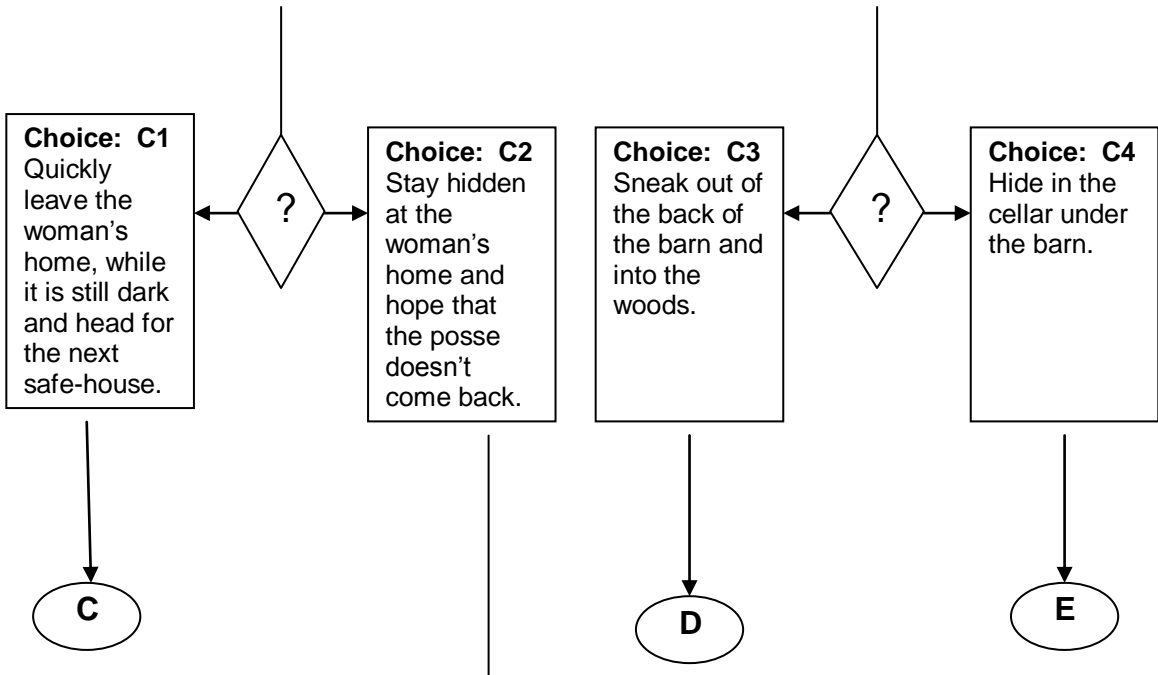 Choice: C1
Quickly
leave the
woman's
home, while
it is still dark
and head for
the next
safe-house.
?
Choice: C2
Stay hidden
at the
woman's
home and
hope that
the posse
doesn't
come back.
Choice: C3
Sneak out of
the back of
the barn and
into the
woods.
?
Choice: C4
Hide in the
cellar under
the barn.
C
D
E